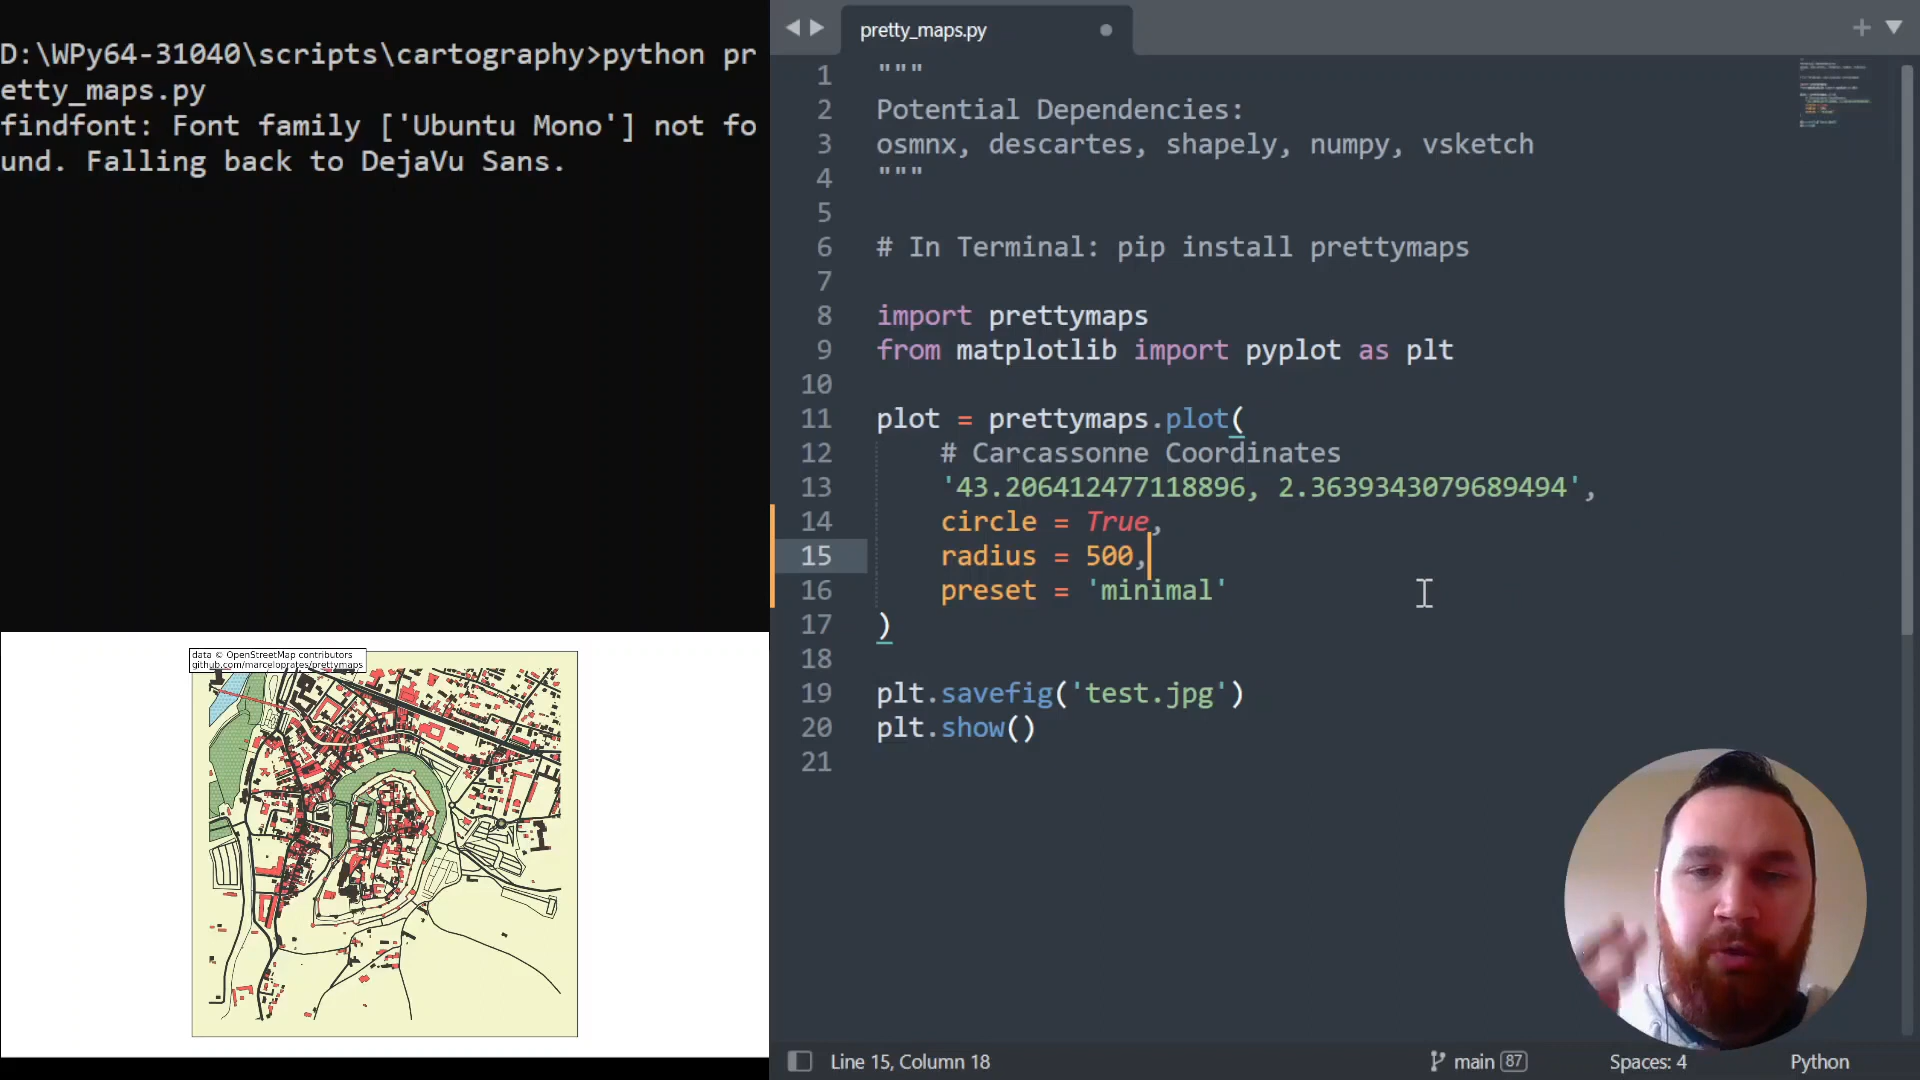 D:\WPy64-31040\scripts\cartography>python pr
etty_maps.py
findfont: Font family ['Ubuntu Mono'] not fo
und. Falling back to DejaVu Sans.
data © OpenStreetMap contributors
github.com/marceloprates/prettymaps
pretty_maps.py
1 """
2 Potential Dependencies:
3 osmnx, descartes, shapely, numpy, vsketch
4 """
5
6 # In Terminal: pip install prettymaps
7
8 import prettymaps
9 from matplotlib import pyplot as plt
10
11 plot = prettymaps.plot(
12     # Carcassonne Coordinates
13     '43.206412477118896, 2.3639343079689494',
14     circle = True,
15     radius = 500,
16     preset = 'minimal'
17 )
18
19 plt.savefig('test.jpg')
20 plt.show()
21
Line 15, Column 18
main 87
Spaces: 4
Python